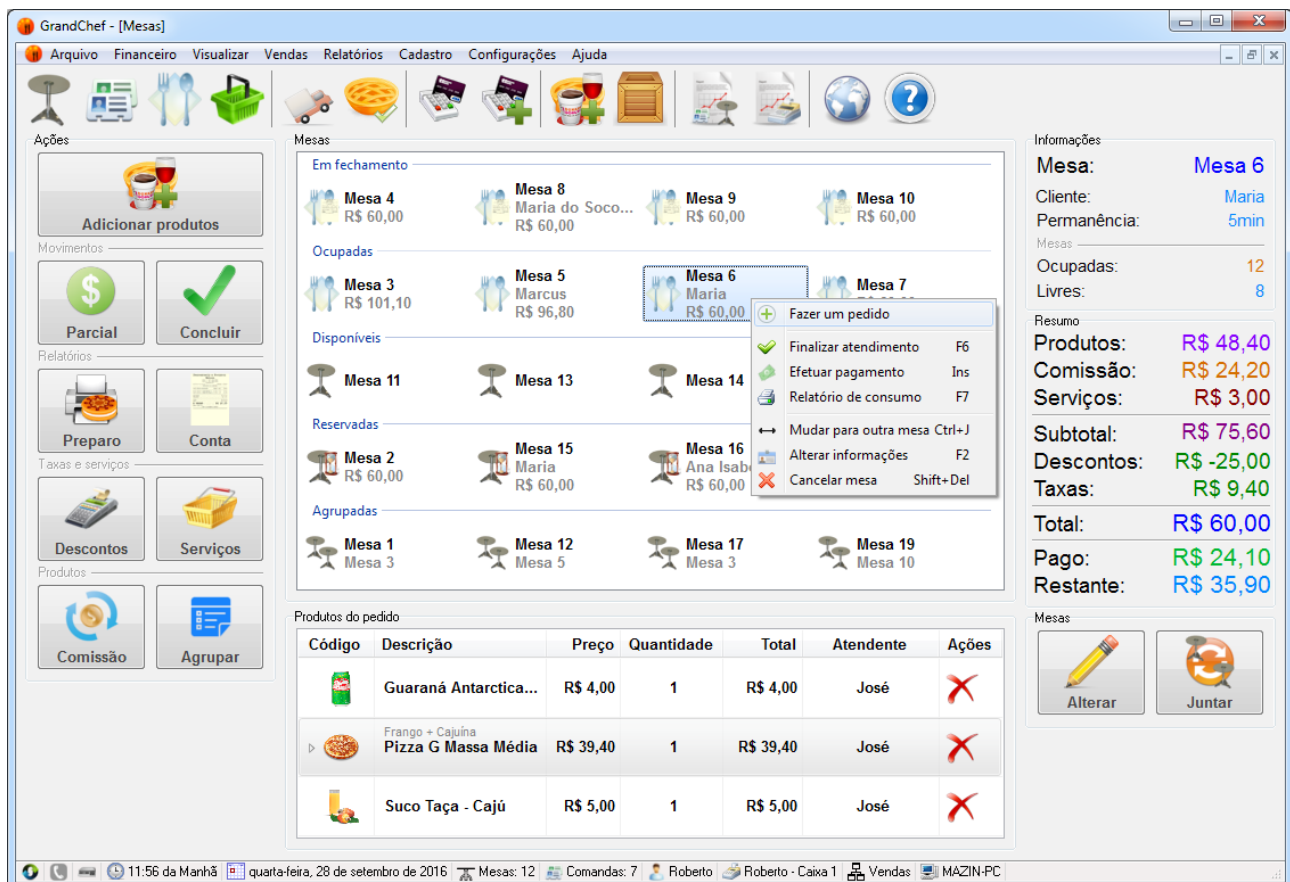 GrandChef - [Mesas]
Arquivo Financeiro Visualizar Vendas Relatórios Cadastro Configurações Ajuda
Ações
Adicionar produtos
Movimentos
Parcial Concluir
Relatórios
Preparo Conta
Taxas e serviços
Descontos Serviços
Produtos
Comissão Agrupar
Mesas
Em fechamento
Mesa 4
R$ 60,00
Mesa 8
Maria do Soco...
R$ 60,00
Mesa 9
R$ 60,00
Mesa 10
R$ 60,00
Ocupadas
Mesa 3
R$ 101,10
Mesa 5
Marcus
R$ 96,80
Mesa 6
Maria
R$ 60,00
Mesa 7
Disponíveis
Mesa 11
Mesa 13
Mesa 14
Reservadas
Mesa 2
R$ 60,00
Mesa 15
Maria
R$ 60,00
Mesa 16
Ana Isab
R$ 60,00
Agrupadas
Mesa 1
Mesa 3
Mesa 12
Mesa 5
Mesa 17
Mesa 3
Mesa 19
Mesa 10
Fazer um pedido
Finalizar atendimento F6
Efetuar pagamento Ins
Relatório de consumo F7
Mudar para outra mesa Ctrl+J
Alterar informações F2
Cancelar mesa Shift+Del
Produtos do pedido
Código Descrição Preço Quantidade Total Atendente Ações
Guaraná Antarctica... R$ 4,00 1 R$ 4,00 José
Frango + Cajuína
Pizza G Massa Média R$ 39,40 1 R$ 39,40 José
Suco Taça - Cajú R$ 5,00 1 R$ 5,00 José
Informações
Mesa: Mesa 6
Cliente: Maria
Permanência: 5min
Mesas
Ocupadas: 12
Livres: 8
Resumo
Produtos: R$ 48,40
Comissão: R$ 24,20
Serviços: R$ 3,00
Subtotal: R$ 75,60
Descontos: R$ -25,00
Taxas: R$ 9,40
Total: R$ 60,00
Pago: R$ 24,10
Restante: R$ 35,90
Mesas
Alterar Juntar
11:56 da Manhã quarta-feira, 28 de setembro de 2016 Mesas: 12 Comandas: 7 Roberto Roberto - Caixa 1 Vendas MAZIN-PC